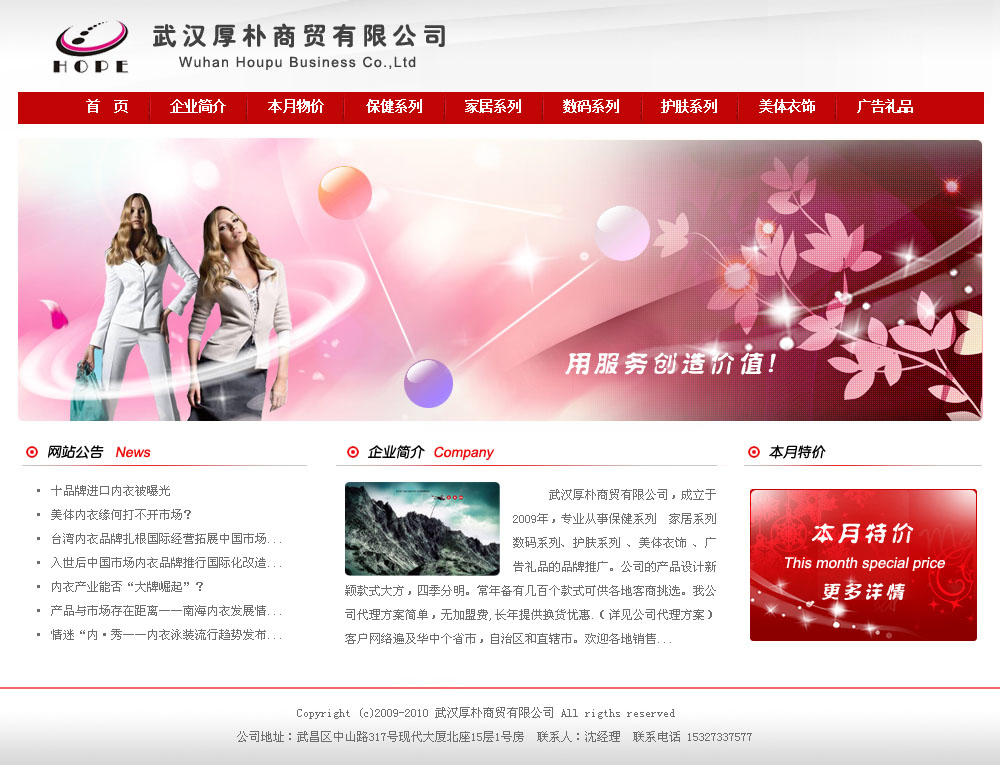 武汉厚朴商贸有限公司
HOPE
Wuhan Houpu Business Co.,Ltd
首 页 企业简介 本月物价 保健系列 家居系列 数码系列 护肤系列 美体衣饰 广告礼品
用服务创造价值!
网站公告 News
十品牌进口内衣被曝光
美体内衣缘何打不开市场?
台湾内衣品牌扎根国际经营拓展中国市场...
入世后中国市场内衣品牌推行国际化改造...
内衣产业能否“大牌崛起”?
产品与市场存在距离——南海内衣发展情...
情迷“内·秀——内衣泳装流行趋势发布...
企业简介 Company
武汉厚朴商贸有限公司，成立于
2009年，专业从事保健系列 家居系列
数码系列、护肤系列 、美体衣饰 、广
告礼品的品牌推广。公司的产品设计新
颖款式大方，四季分明。常年备有几百个款式可供各地客商挑选。我公
司代理方案简单，无加盟费,长年提供换货优惠.（详见公司代理方案）
客户网络遍及华中个省市，自治区和直辖市。欢迎各地销售...
本月特价
本月特价
This month special price
更多详情
Copyright (c)2009-2010 武汉厚朴商贸有限公司 All rigths reserved
公司地址：武昌区中山路317号现代大厦北座15层1号房 联系人：沈经理 联系电话 15327337577